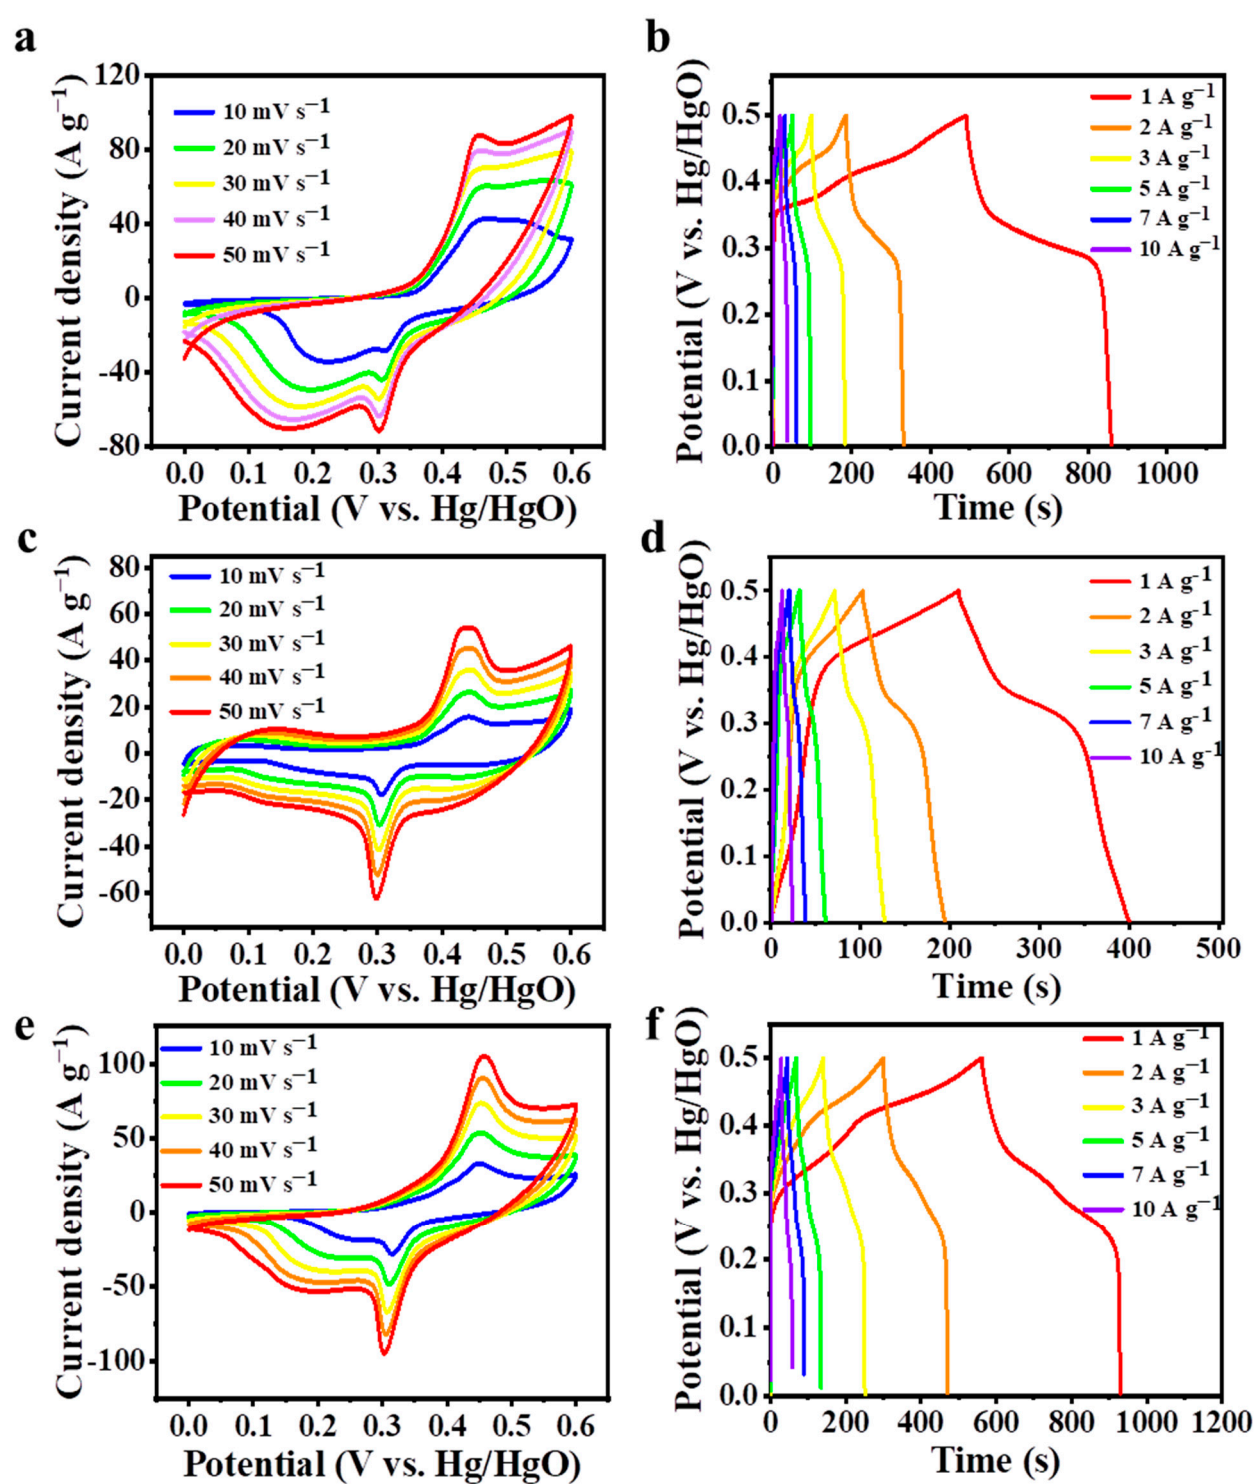 a
Current density (A g⁻¹)
120
80
40
0
-40
-80
10 mV s⁻¹
20 mV s⁻¹
30 mV s⁻¹
40 mV s⁻¹
50 mV s⁻¹
0.0 0.1 0.2 0.3 0.4 0.5 0.6
Potential (V vs. Hg/HgO)
b
Potential (V vs. Hg/HgO)
0.5
0.4
0.3
0.2
0.1
0.0
1 A g⁻¹
2 A g⁻¹
3 A g⁻¹
5 A g⁻¹
7 A g⁻¹
10 A g⁻¹
0 200 400 600 800 1000
Time (s)
c
Current density (A g⁻¹)
80
60
40
20
0
-20
-40
-60
10 mV s⁻¹
20 mV s⁻¹
30 mV s⁻¹
40 mV s⁻¹
50 mV s⁻¹
0.0 0.1 0.2 0.3 0.4 0.5 0.6
Potential (V vs. Hg/HgO)
d
Potential (V vs. Hg/HgO)
0.5
0.4
0.3
0.2
0.1
0.0
1 A g⁻¹
2 A g⁻¹
3 A g⁻¹
5 A g⁻¹
7 A g⁻¹
10 A g⁻¹
0 100 200 300 400 500
Time (s)
e
Current density (A g⁻¹)
100
50
0
-50
-100
10 mV s⁻¹
20 mV s⁻¹
30 mV s⁻¹
40 mV s⁻¹
50 mV s⁻¹
0.0 0.1 0.2 0.3 0.4 0.5 0.6
Potential (V vs. Hg/HgO)
f
Potential (V vs. Hg/HgO)
0.5
0.4
0.3
0.2
0.1
0.0
1 A g⁻¹
2 A g⁻¹
3 A g⁻¹
5 A g⁻¹
7 A g⁻¹
10 A g⁻¹
0 200 400 600 800 1000 1200
Time (s)